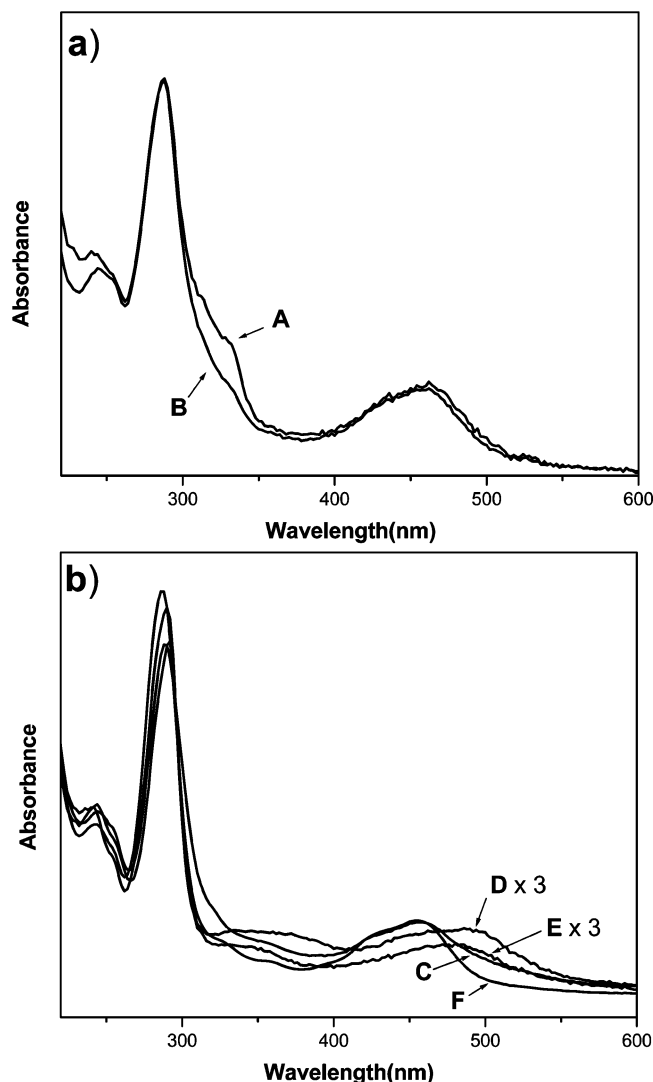 a)
Absorbance
A
B
300 400 500 600
Wavelength(nm)
b)
Absorbance
D x 3
E x 3
C
F
300 400 500 600
Wavelength(nm)